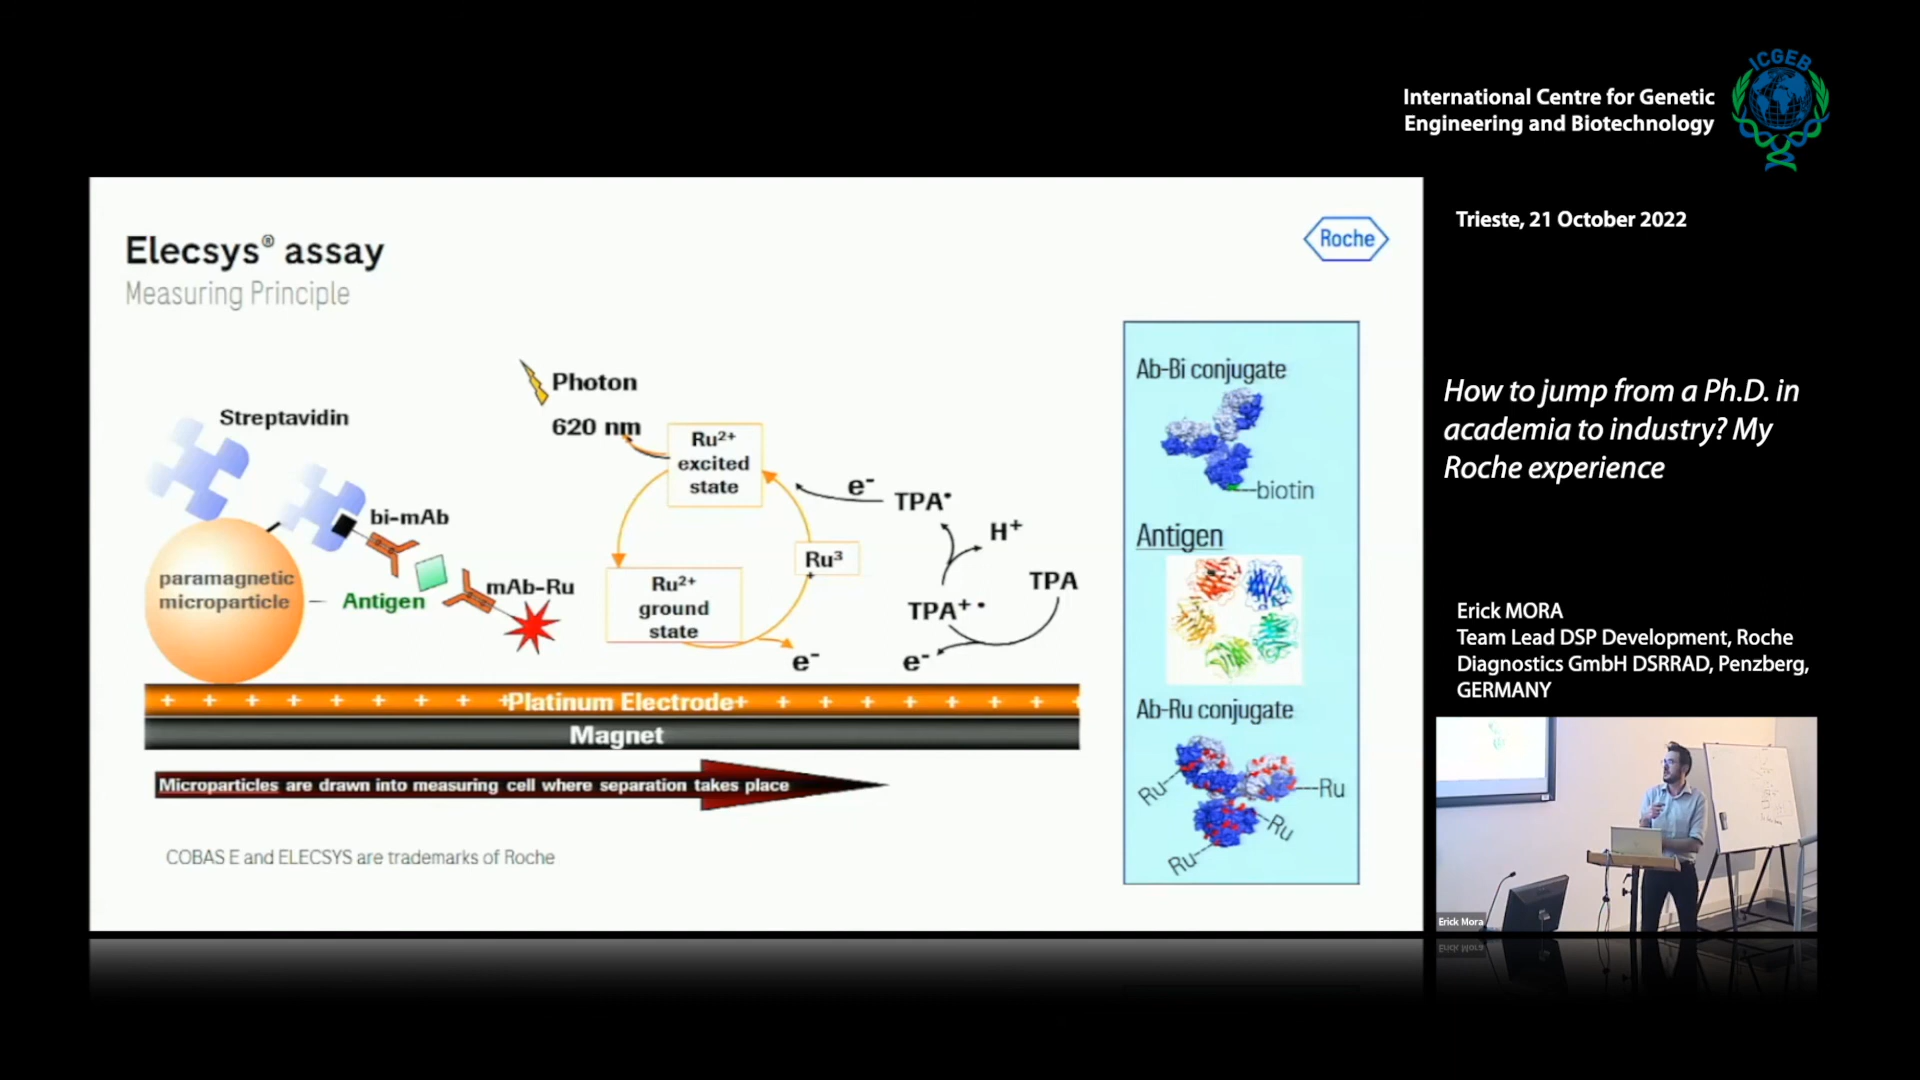 ICGEB
International Centre for Genetic
Engineering and Biotechnology
Trieste, 21 October 2022
Elecsys® assay
Measuring Principle
Roche
Photon
620 nm
Streptavidin
bi-mAb
paramagnetic
microparticle
Antigen
mAb-Ru
Ru²⁺
excited
state
Ru³
+
Ru²⁺
ground
state
e⁻
e⁻
TPA•
H⁺
TPA
TPA⁺•
e⁻
+ + + + + + + + +Platinum Electrode+ + + + + + + +
Magnet
Microparticles are drawn into measuring cell where separation takes place
COBAS E and ELECSYS are trademarks of Roche
Ab-Bi conjugate
biotin
Antigen
Ab-Ru conjugate
Ru
Ru
Ru
Ru
How to jump from a Ph.D. in
academia to industry? My
Roche experience
Erick MORA
Team Lead DSP Development, Roche
Diagnostics GmbH DSRRAD, Penzberg,
GERMANY
Erick Mora